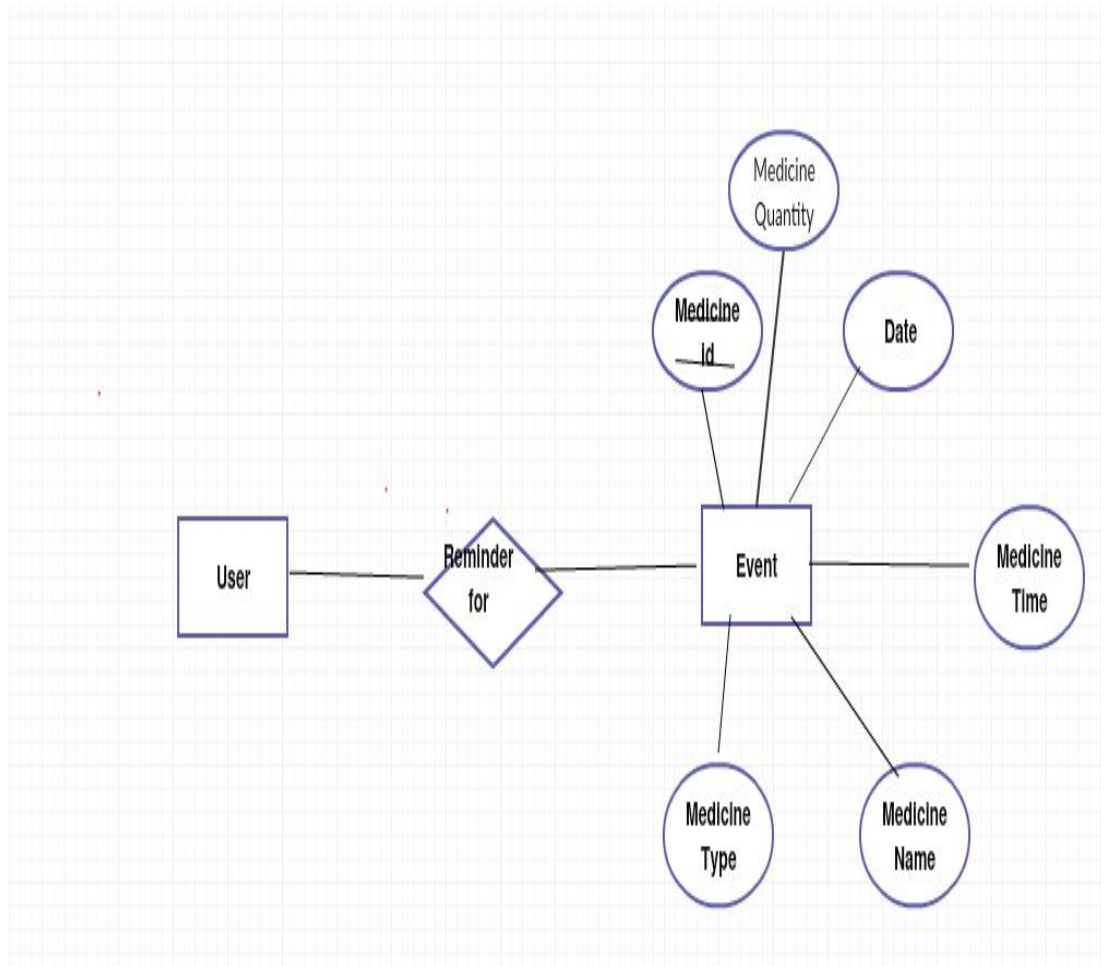 Medicine
Quantity
Medicine
id
Date
User
Reminder
for
Event
Medicine
Time
Medicine
Type
Medicine
Name